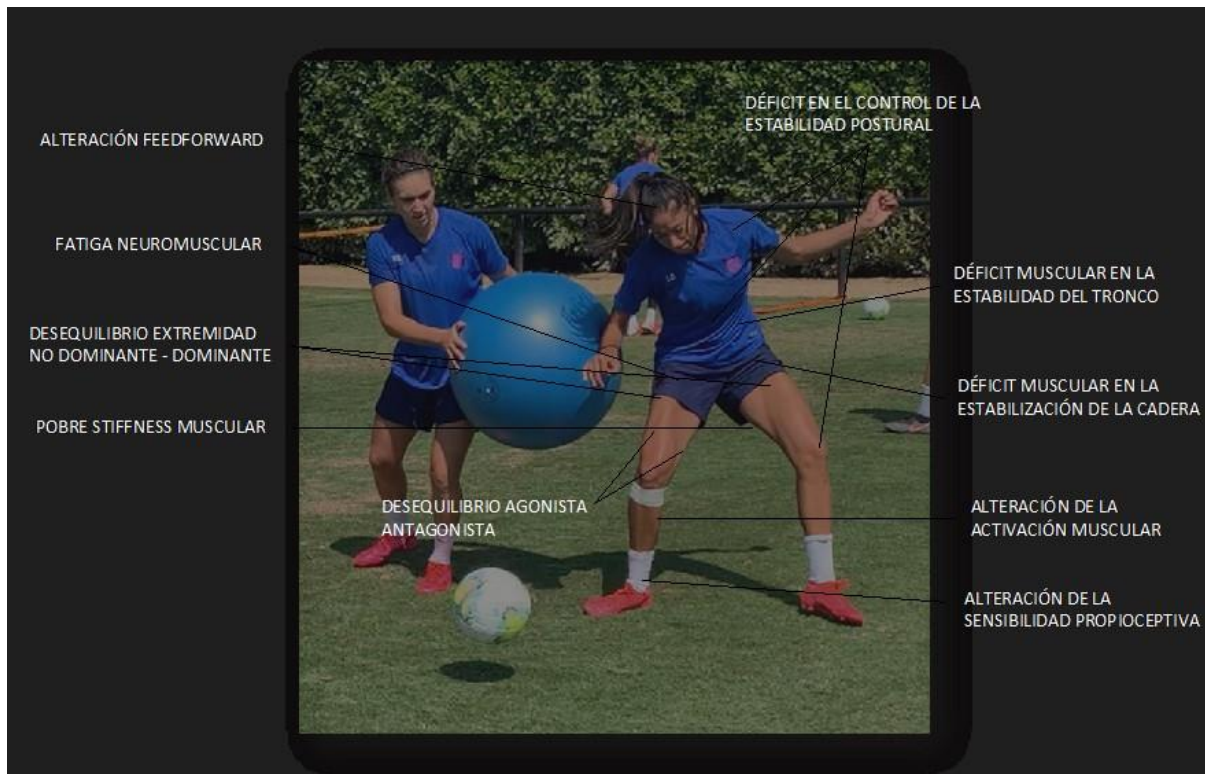 DÉFICIT EN EL CONTROL DE LA
ESTABILIDAD POSTURAL
ALTERACIÓN FEEDFORWARD
FATIGA NEUROMUSCULAR
DÉFICIT MUSCULAR EN LA
ESTABILIDAD DEL TRONCO
DESEQUILIBRIO EXTREMIDAD
NO DOMINANTE - DOMINANTE
DÉFICIT MUSCULAR EN LA
ESTABILIZACIÓN DE LA CADERA
POBRE STIFFNESS MUSCULAR
DESEQUILIBRIO AGONISTA
ANTAGONISTA
ALTERACIÓN DE LA
ACTIVACIÓN MUSCULAR
ALTERACIÓN DE LA
SENSIBILIDAD PROPIOCEPTIVA